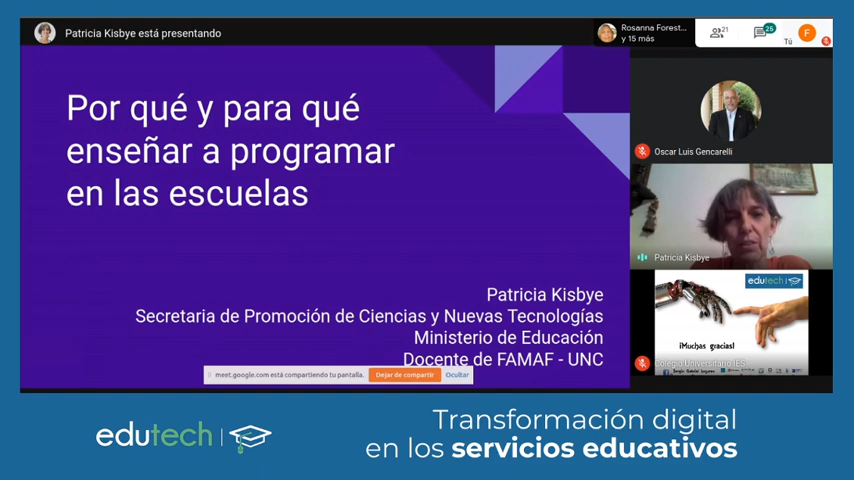 Patricia Kisbye está presentando
Rosanna Forest...
y 15 más
21
25
Tú
F
Por qué y para qué
enseñar a programar
en las escuelas
Patricia Kisbye
Secretaria de Promoción de Ciencias y Nuevas Tecnologías
Ministerio de Educación
Docente de FAMAF - UNC
meet.google.com está compartiendo tu pantalla.
Dejar de compartir
Ocultar
Oscar Luis Gencarelli
Patricia Kisbye
edutech
¡Muchas gracias!
Colegio Universitario IES
edutech
Transformación digital
en los servicios educativos